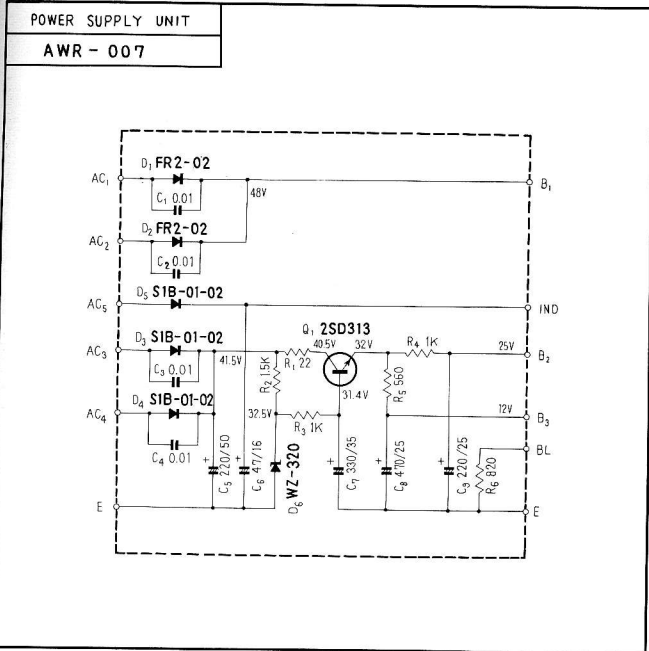 POWER SUPPLY UNIT
AWR-007
AC₁
D₁ FR2-02
C₁ 0.01
48V
B₁
AC₂
D₂ FR2-02
C₂ 0.01
AC₅
D₅ S1B-01-02
IND
AC₃
D₃ S1B-01-02
C₃ 0.01
41.5V
R₁ 22
40.5V
Q₁ 2SD313
32V
R₄ 1K
25V
B₂
R₂ 1.5K
31.4V
R₅ 560
AC₄
D₄ S1B-01-02
C₄ 0.01
32.5V
R₃ 1K
12V
B₃
BL
C₅ 220/50
C₆ 47/16
D₆ WZ-320
C₇ 330/35
C₈ 470/25
C₉ 220/25
R₆ 820
E
E